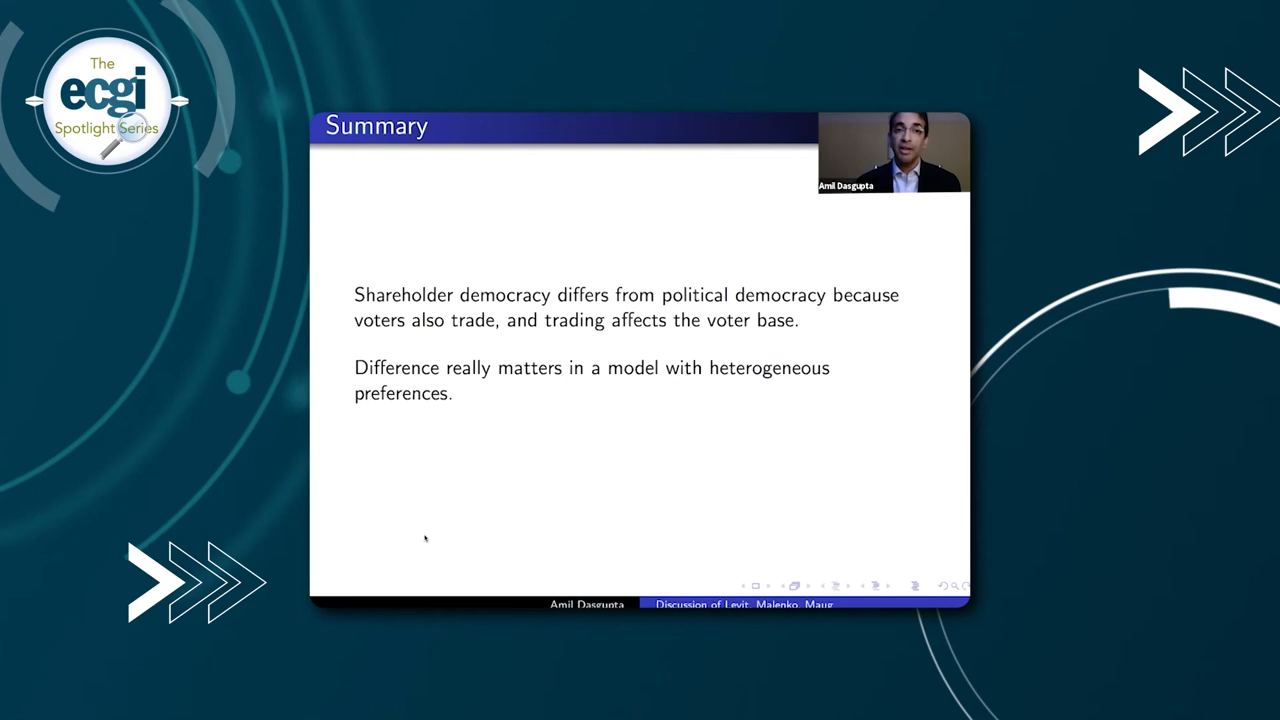 The
ecgi
Spotlight Series
Summary
Amil Dasgupta
Shareholder democracy differs from political democracy because
voters also trade, and trading affects the voter base.
Difference really matters in a model with heterogeneous
preferences.
Amil Dasgupta
Discussion of Levit, Malenko, Maug